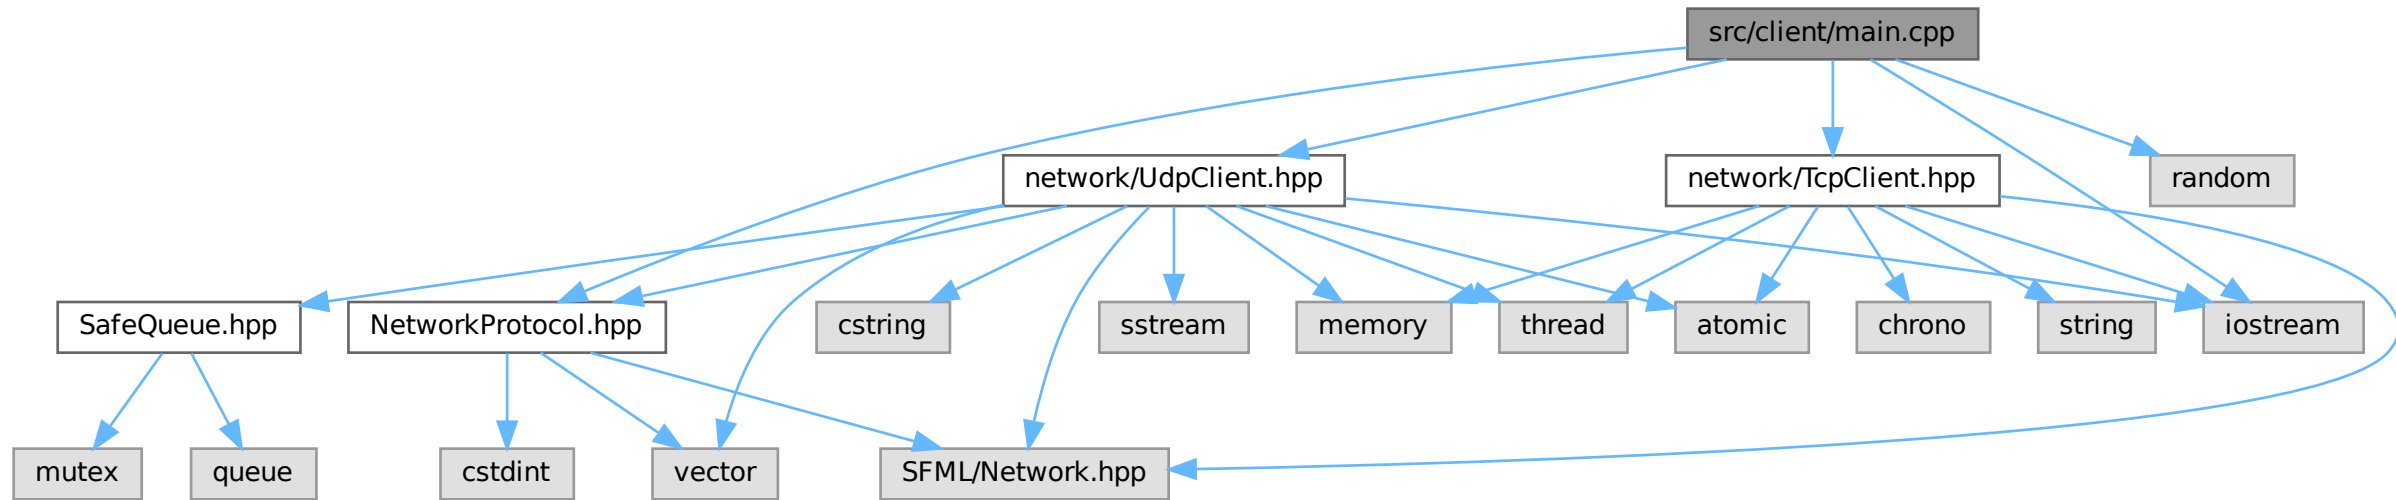 src/client/main.cpp
network/UdpClient.hpp
network/TcpClient.hpp
random
SafeQueue.hpp
NetworkProtocol.hpp
cstring
sstream
memory
thread
atomic
chrono
string
iostream
mutex
queue
cstdint
vector
SFML/Network.hpp